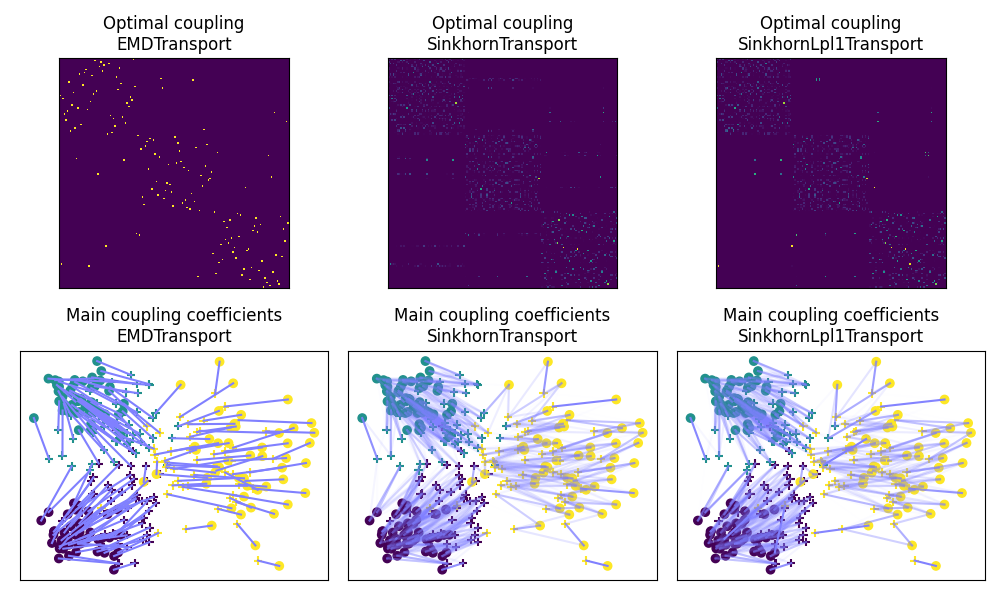 Optimal coupling
EMDTransport
Optimal coupling
SinkhornTransport
Optimal coupling
SinkhornLpl1Transport
Main coupling coefficients
EMDTransport
Main coupling coefficients
SinkhornTransport
Main coupling coefficients
SinkhornLpl1Transport